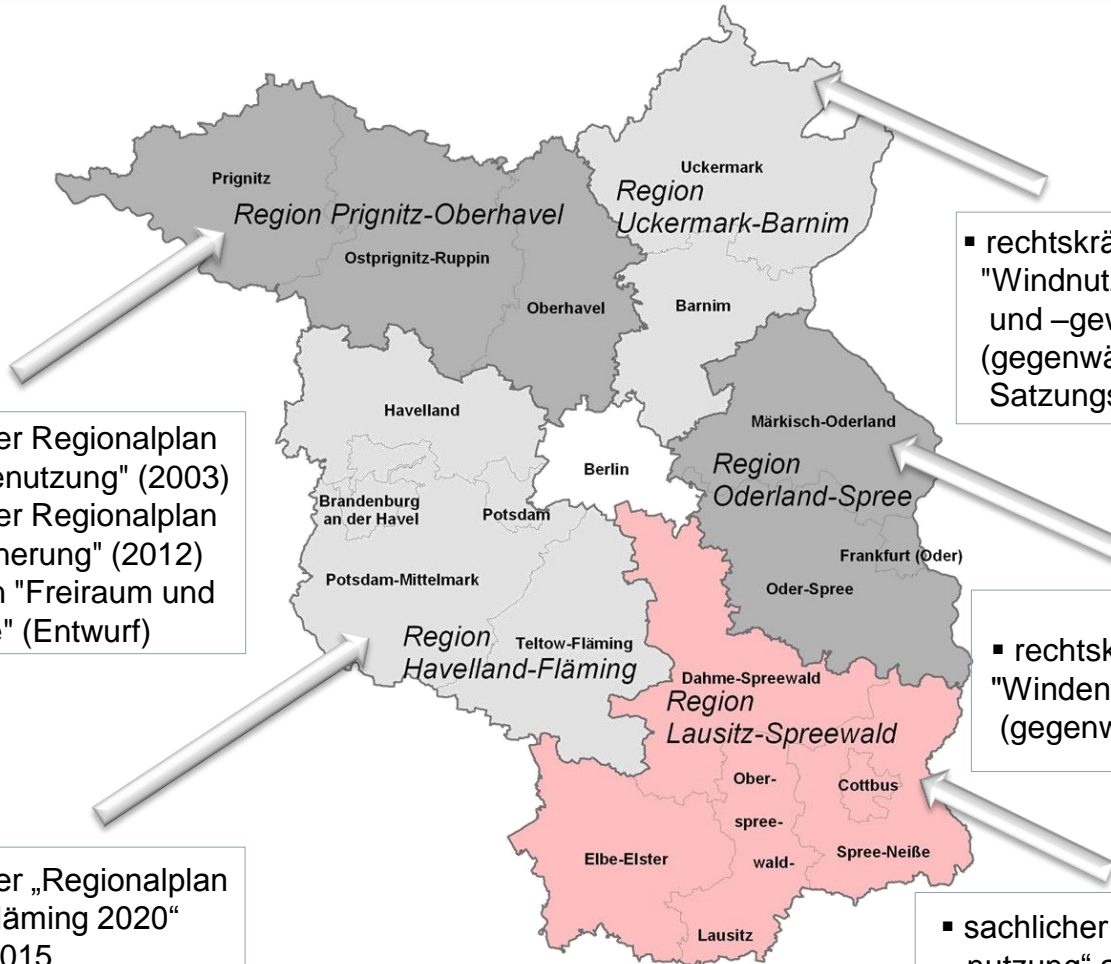 Uckermark
Region
Uckermark-Barnim
Prignitz
Region Prignitz-Oberhavel
Ostprignitz-Ruppin
Oberhavel
Barnim
▪ rechtskrä
"Windnutz
und –gew
(gegenwä
Satzungs
Havelland
Märkisch-Oderland
er Regionalplan
enutzung" (2003)
er Regionalplan
herung" (2012)
n "Freiraum und
e" (Entwurf)
Berlin
Region
Oderland-Spree
Brandenburg
an der Havel
Potsdam
Frankfurt (Oder)
Potsdam-Mittelmark
Oder-Spree
Region
Havelland-Fläming
Teltow-Fläming
▪ rechtsk
"Winden
(gegenw
Dahme-Spreewald
Region
Lausitz-Spreewald
Ober-
spree-
wald-
Lausitz
Cottbus
Elbe-Elster
Spree-Neiße
er „Regionalplan
läming 2020“
015
▪ sachlicher